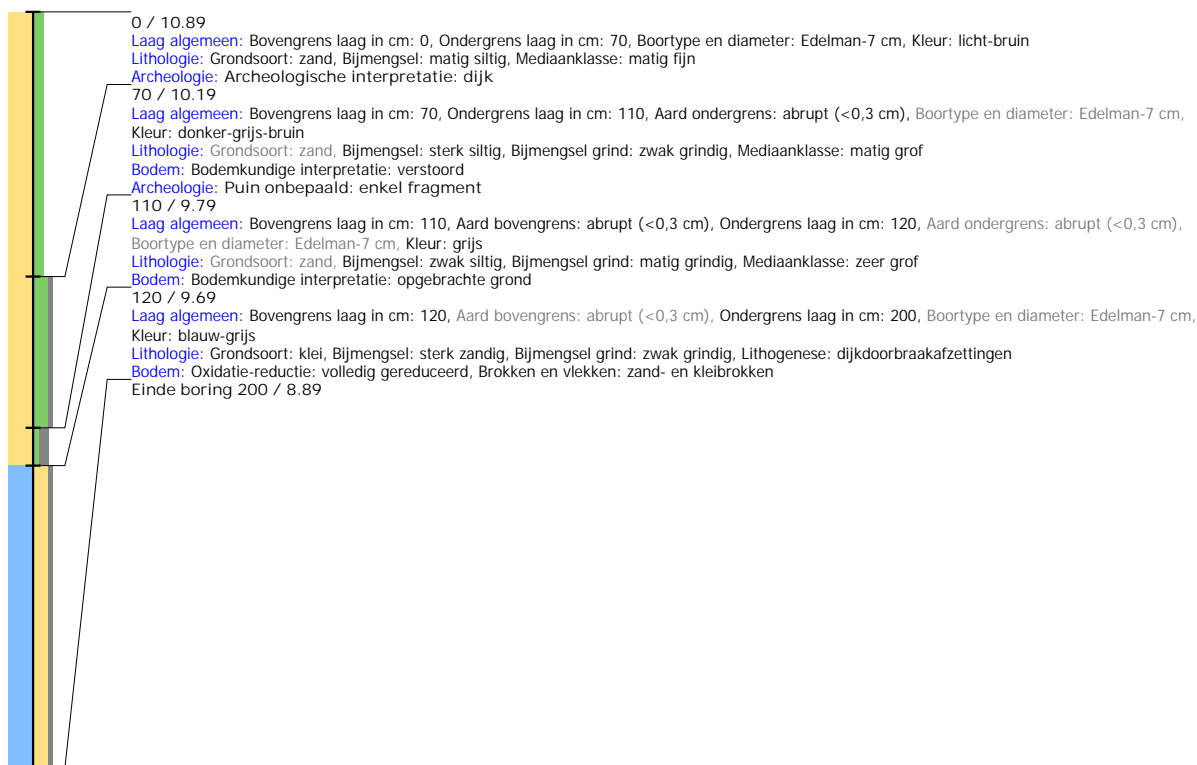 0 / 10.89
Laag algemeen: Bovengrens laag in cm: 0, Ondergrens laag in cm: 70, Boortype en diameter: Edelman-7 cm, Kleur: licht-bruin
Lithologie: Grondsoort: zand, Bijmengsel: matig siltig, Mediaanklasse: matig fijn
Archeologie: Archeologische interpretatie: dijk
70 / 10.19
Laag algemeen: Bovengrens laag in cm: 70, Ondergrens laag in cm: 110, Aard ondergrens: abrupt (<0,3 cm), Boortype en diameter: Edelman-7 cm,
Kleur: donker-grijs-bruin
Lithologie: Grondsoort: zand, Bijmengsel: sterk siltig, Bijmengsel grind: zwak grindig, Mediaanklasse: matig grof
Bodem: Bodemkundige interpretatie: verstoord
Archeologie: Puin onbepaald: enkel fragment
110 / 9.79
Laag algemeen: Bovengrens laag in cm: 110, Aard bovengrens: abrupt (<0,3 cm), Ondergrens laag in cm: 120, Aard ondergrens: abrupt (<0,3 cm),
Boortype en diameter: Edelman-7 cm, Kleur: grijs
Lithologie: Grondsoort: zand, Bijmengsel: zwak siltig, Bijmengsel grind: matig grindig, Mediaanklasse: zeer grof
Bodem: Bodemkundige interpretatie: opgebrachte grond
120 / 9.69
Laag algemeen: Bovengrens laag in cm: 120, Aard bovengrens: abrupt (<0,3 cm), Ondergrens laag in cm: 200, Boortype en diameter: Edelman-7 cm,
Kleur: blauw-grijs
Lithologie: Grondsoort: klei, Bijmengsel: sterk zandig, Bijmengsel grind: zwak grindig, Lithogenese: dijkdoorbraakafzettingen
Bodem: Oxidatie-reductie: volledig gereduceerd, Brokken en vlekken: zand- en kleibrokken
Einde boring 200 / 8.89